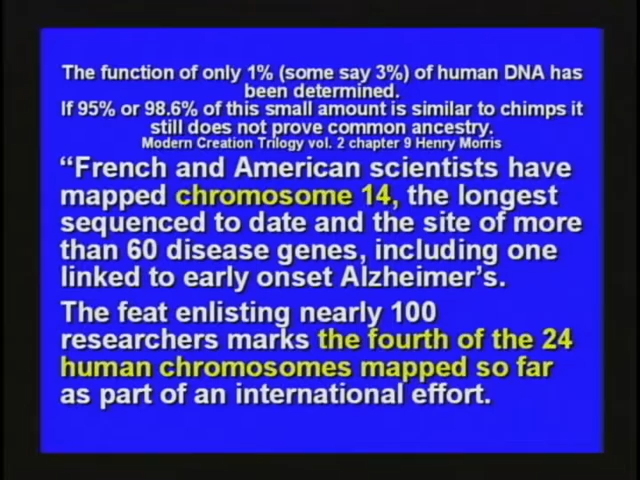 The function of only 1% (some say 3%) of human DNA has
been determined.
If 95% or 98.6% of this small amount is similar to chimps it
still does not prove common ancestry.
Modern Creation Trilogy vol. 2 chapter 9 Henry Morris
“French and American scientists have
mapped chromosome 14, the longest
sequenced to date and the site of more
than 60 disease genes, including one
linked to early onset Alzheimer’s.
The feat enlisting nearly 100
researchers marks the fourth of the 24
human chromosomes mapped so far
as part of an international effort.